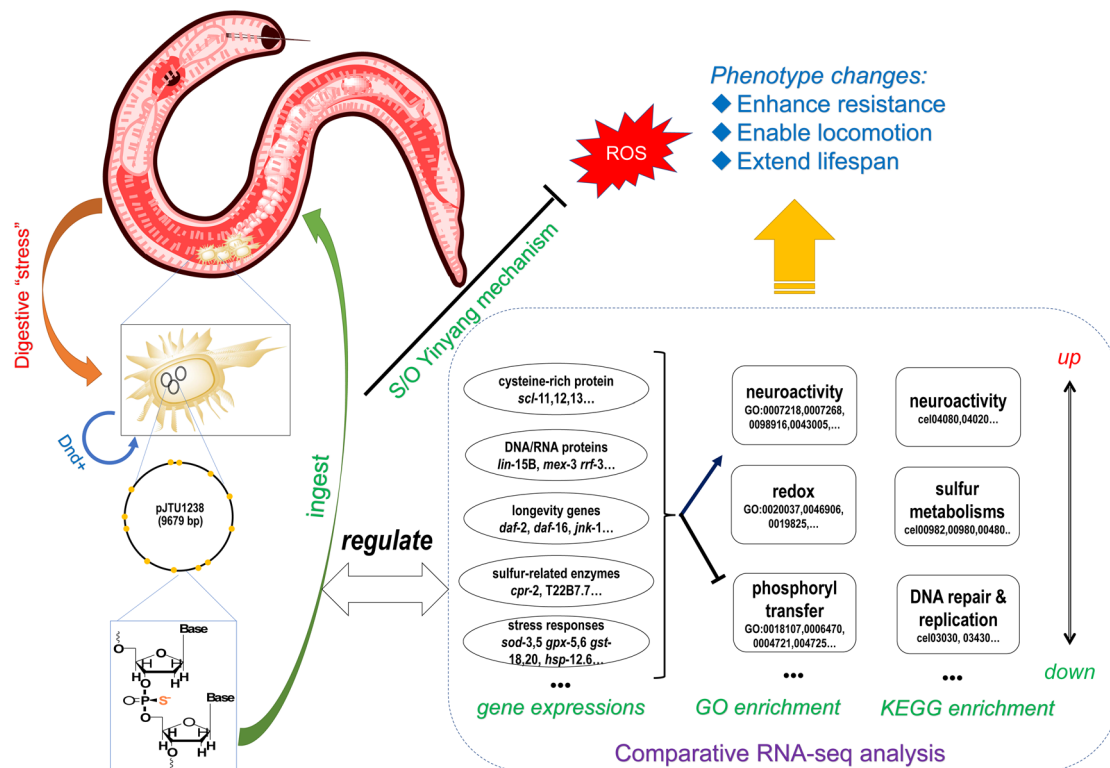 Phenotype changes:
Enhance resistance
Enable locomotion
Extend lifespan
ROS
Digestive "stress"
S/O Yinyang mechanism
ingest
Dnd+
pJTU1238
(9679 bp)
regulate
Base
O
H
H
H
H
O
O=P-S⁻
O
Base
H
H
H
H
O
cysteine-rich protein
scl-11,12,13...
DNA/RNA proteins
lin-15B, mex-3 rrf-3...
longevity genes
daf-2, daf-16, jnk-1...
sulfur-related enzymes
cpr-2, T22B7.7...
stress responses
sod-3,5 gpx-5,6 gst-
18,20, hsp-12.6...
...
gene expressions
neuroactivity
GO:0007218,0007268,
0098916,0043005,...
redox
GO:0020037,0046906,
0019825,...
phosphoryl
transfer
GO:0018107,0006470,
0004721,004725...
...
GO enrichment
neuroactivity
cel04080,04020...
sulfur
metabolisms
cel00982,00980,00480..
DNA repair &
replication
cel03030, 03430...
...
KEGG enrichment
up
down
Comparative RNA-seq analysis